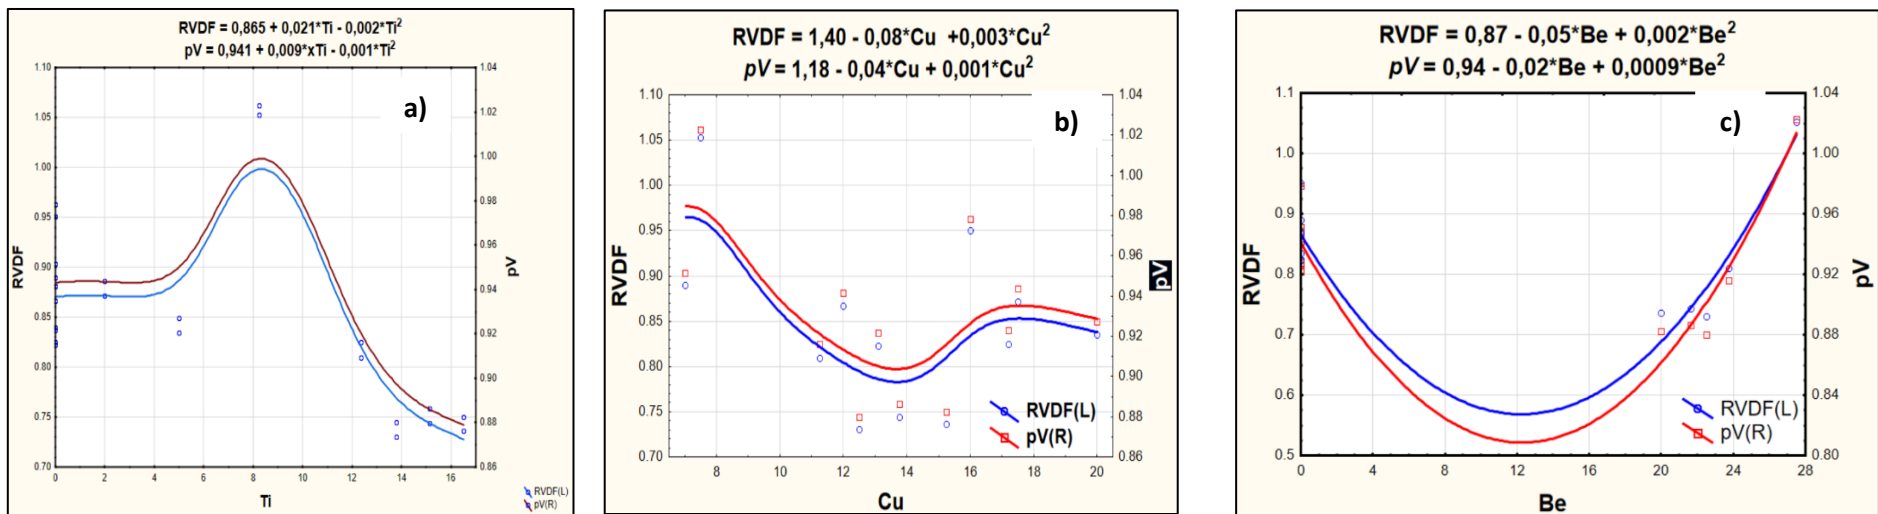 RVDF = 0,865 + 0,021*Ti - 0,002*Ti²
pV = 0,941 + 0,009*xTi - 0,001*Ti²
a)
1.10
1.05
1.00
0.95
0.90
0.85
0.80
0.75
0.70
RVDF
1.04
1.02
1.00
0.98
0.96
0.94
0.92
0.90
0.88
0.86
pV
0 2 4 6 8 10 12 14 16
Ti
RVDF(L)
pV(R)
RVDF = 1,40 - 0,08*Cu +0,003*Cu²
pV = 1,18 - 0,04*Cu + 0,001*Cu²
b)
1.10
1.05
1.00
0.95
0.90
0.85
0.80
0.75
0.70
RVDF
1.04
1.02
1.00
0.98
0.96
0.94
0.92
0.90
0.88
0.86
pV
8 10 12 14 16 18 20
Cu
RVDF(L)
pV(R)
RVDF = 0,87 - 0,05*Be + 0,002*Be²
pV = 0,94 - 0,02*Be + 0,0009*Be²
c)
1.1
1.0
0.9
0.8
0.7
0.6
0.5
RVDF
1.04
1.00
0.96
0.92
0.88
0.84
0.80
pV
0 4 8 12 16 20 24 28
Be
RVDF(L)
pV(R)